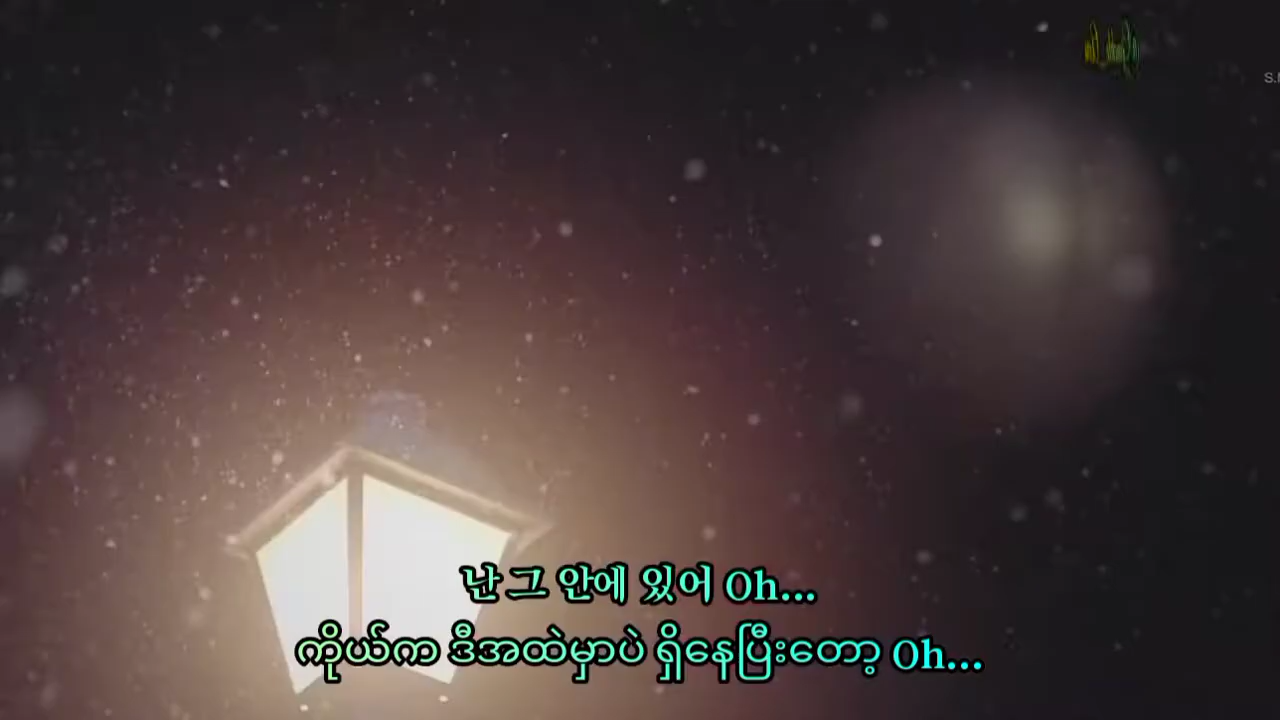 난 그 안에 있어 Oh...
ကိုယ်က ဒီအထဲမှာပဲ ရှိနေပြီးတော့ Oh...